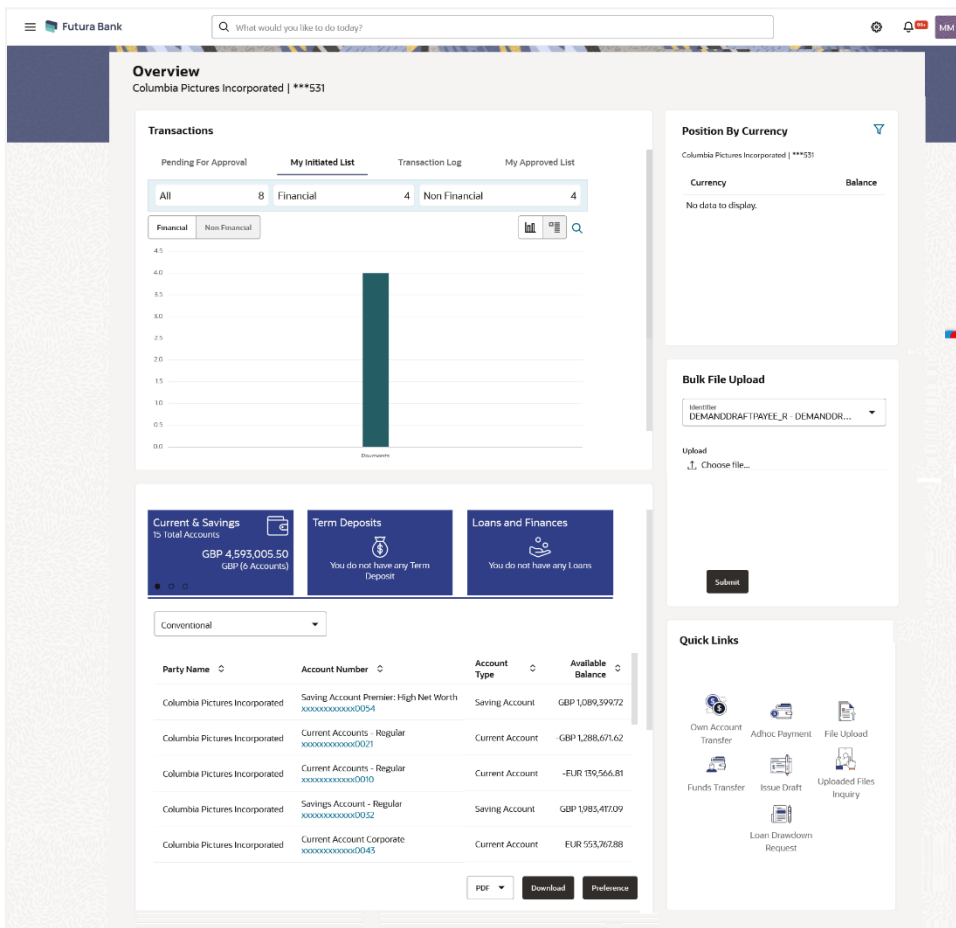 Futura Bank
What would you like to do today?
99+
MM
Overview
Columbia Pictures Incorporated | ***531
Transactions
Pending For Approval
My Initiated List
Transaction Log
My Approved List
All 8
Financial 4
Non Financial 4
Financial
Non Financial
4.5
4.0
3.5
3.0
2.5
2.0
1.5
1.0
0.5
0.0
Payments
Position By Currency
Columbia Pictures Incorporated | ***531
Currency Balance
No data to display.
Bulk File Upload
Identifier
DEMANDDRAFTPAYEE_R - DEMANDDR...
Upload
Choose file...
Submit
Current & Savings
15 Total Accounts
GBP 4,593,005.50
GBP (6 Accounts)
Term Deposits
You do not have any Term
Deposit
Loans and Finances
You do not have any Loans
Conventional
Party Name Account Number Account Type Available Balance
Columbia Pictures Incorporated Saving Account Premier: High Net Worth Saving Account GBP 1,089,399.72
xxxxxxxxxxxx0054
Columbia Pictures Incorporated Current Accounts - Regular Current Account -GBP 1,288,671.62
xxxxxxxxxxxx0021
Columbia Pictures Incorporated Current Accounts - Regular Current Account -EUR 139,566.81
xxxxxxxxxxxx0010
Columbia Pictures Incorporated Savings Account - Regular Saving Account GBP 1,983,417.09
xxxxxxxxxxxx0032
Columbia Pictures Incorporated Current Account Corporate Current Account EUR 553,767.88
xxxxxxxxxxxx0043
PDF
Download
Preference
Quick Links
Own Account
Transfer
Adhoc Payment
File Upload
Funds Transfer
Issue Draft
Uploaded Files
Inquiry
Loan Drawdown
Request